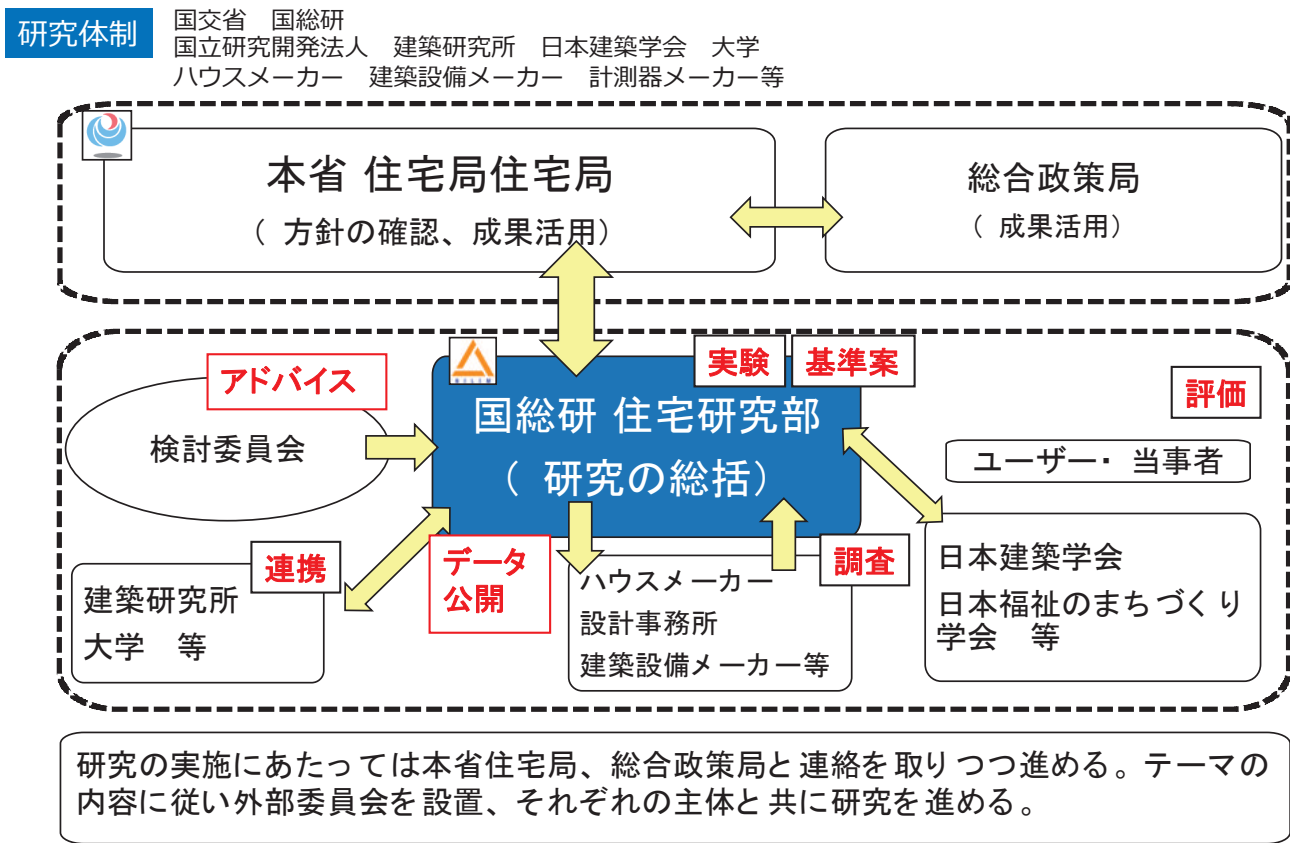 研究体制
国交省　国総研
国立研究開発法人　建築研究所　日本建築学会　大学
ハウスメーカー　建築設備メーカー　計測器メーカー等
本省 住宅局住宅局
（ 方針の確認、成果活用）
総合政策局
（ 成果活用）
アドバイス
検討委員会
実験
基準案
国総研 住宅研究部
（ 研究の総括）
評価
ユーザー・ 当事者
連携
建築研究所
大学　等
データ
公開
ハウスメーカー
設計事務所
建築設備メーカー等
調査
日本建築学会
日本福祉のまちづくり
学会　等
研究の実施にあたっては本省住宅局、総合政策局と連絡を取りつつ進める。テーマの
内容に従い外部委員会を設置、それぞれの主体と共に研究を進める。